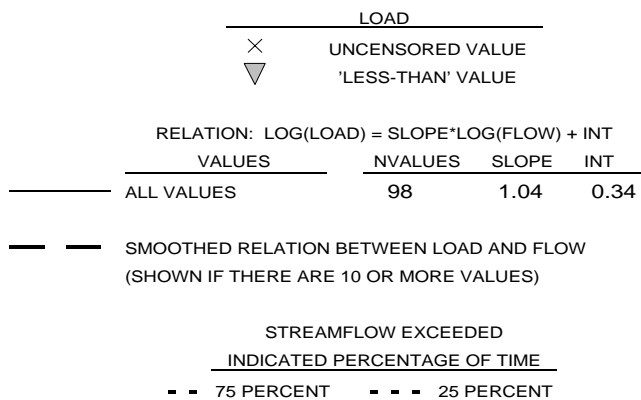 LOAD
UNCENSORED VALUE
'LESS-THAN' VALUE
RELATION: LOG(LOAD) = SLOPE*LOG(FLOW) + INT
VALUES NVALUES SLOPE INT
ALL VALUES 98 1.04 0.34
SMOOTHED RELATION BETWEEN LOAD AND FLOW
(SHOWN IF THERE ARE 10 OR MORE VALUES)
STREAMFLOW EXCEEDED
INDICATED PERCENTAGE OF TIME
75 PERCENT 25 PERCENT